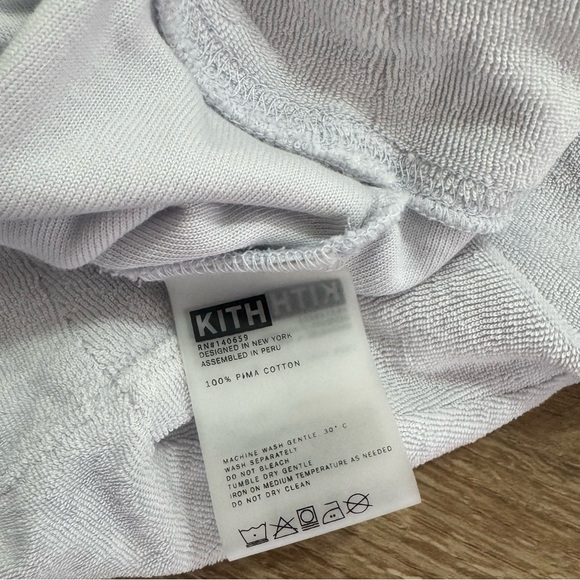 KITH
RN#140659
DESIGNED IN NEW YORK
ASSEMBLED IN PERU
100% PIMA COTTON
MACHINE WASH GENTLE 30° C
WASH SEPARATELY
DO NOT BLEACH
TUMBLE DRY GENTLE
IRON ON MEDIUM TEMPERATURE AS NEEDED
DO NOT DRY CLEAN